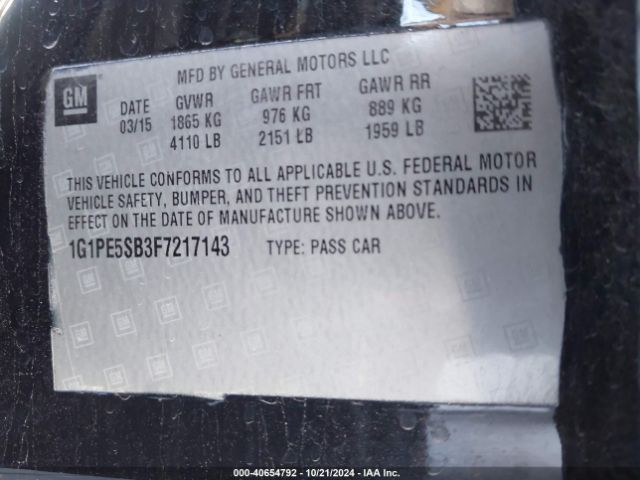 MFD BY GENERAL MOTORS LLC
GM
DATE GVWR GAWR FRT GAWR RR
03/15 1865 KG 976 KG 889 KG
4110 LB 2151 LB 1959 LB
THIS VEHICLE CONFORMS TO ALL APPLICABLE U.S. FEDERAL MOTOR
VEHICLE SAFETY, BUMPER, AND THEFT PREVENTION STANDARDS IN
EFFECT ON THE DATE OF MANUFACTURE SHOWN ABOVE.
1G1PE5SB3F7217143 TYPE: PASS CAR
000-40654792 - 10/21/2024 - IAA Inc.